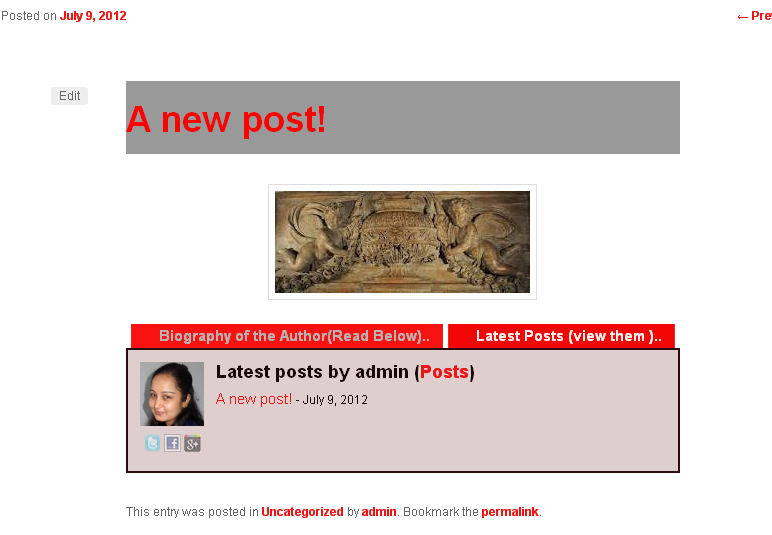 Posted on July 9, 2012
← Pre
Edit
A new post!
Biography of the Author(Read Below)..
Latest Posts (view them )..
Latest posts by admin (Posts)
A new post! - July 9, 2012
This entry was posted in Uncategorized by admin. Bookmark the permalink.